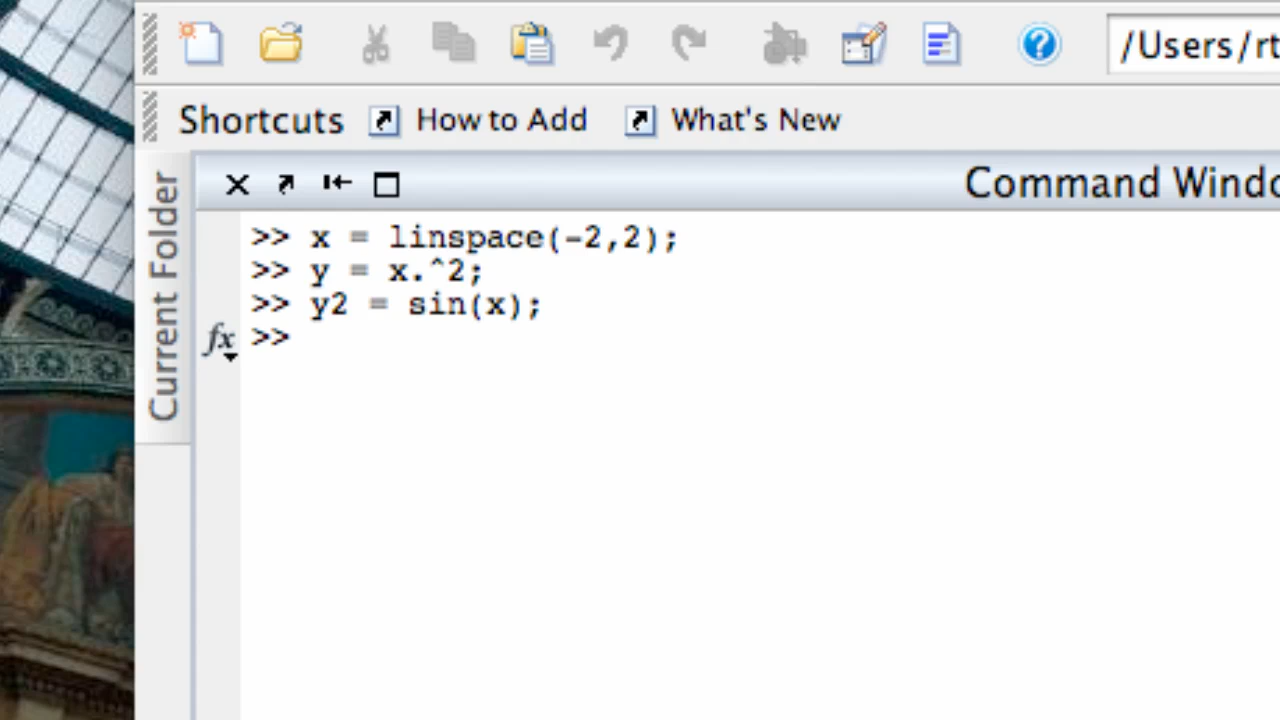 /Users/rt
Shortcuts How to Add What's New
Current Folder
Command Windo
>> x = linspace(-2,2);
>> y = x.^2;
>> y2 = sin(x);
fx >>